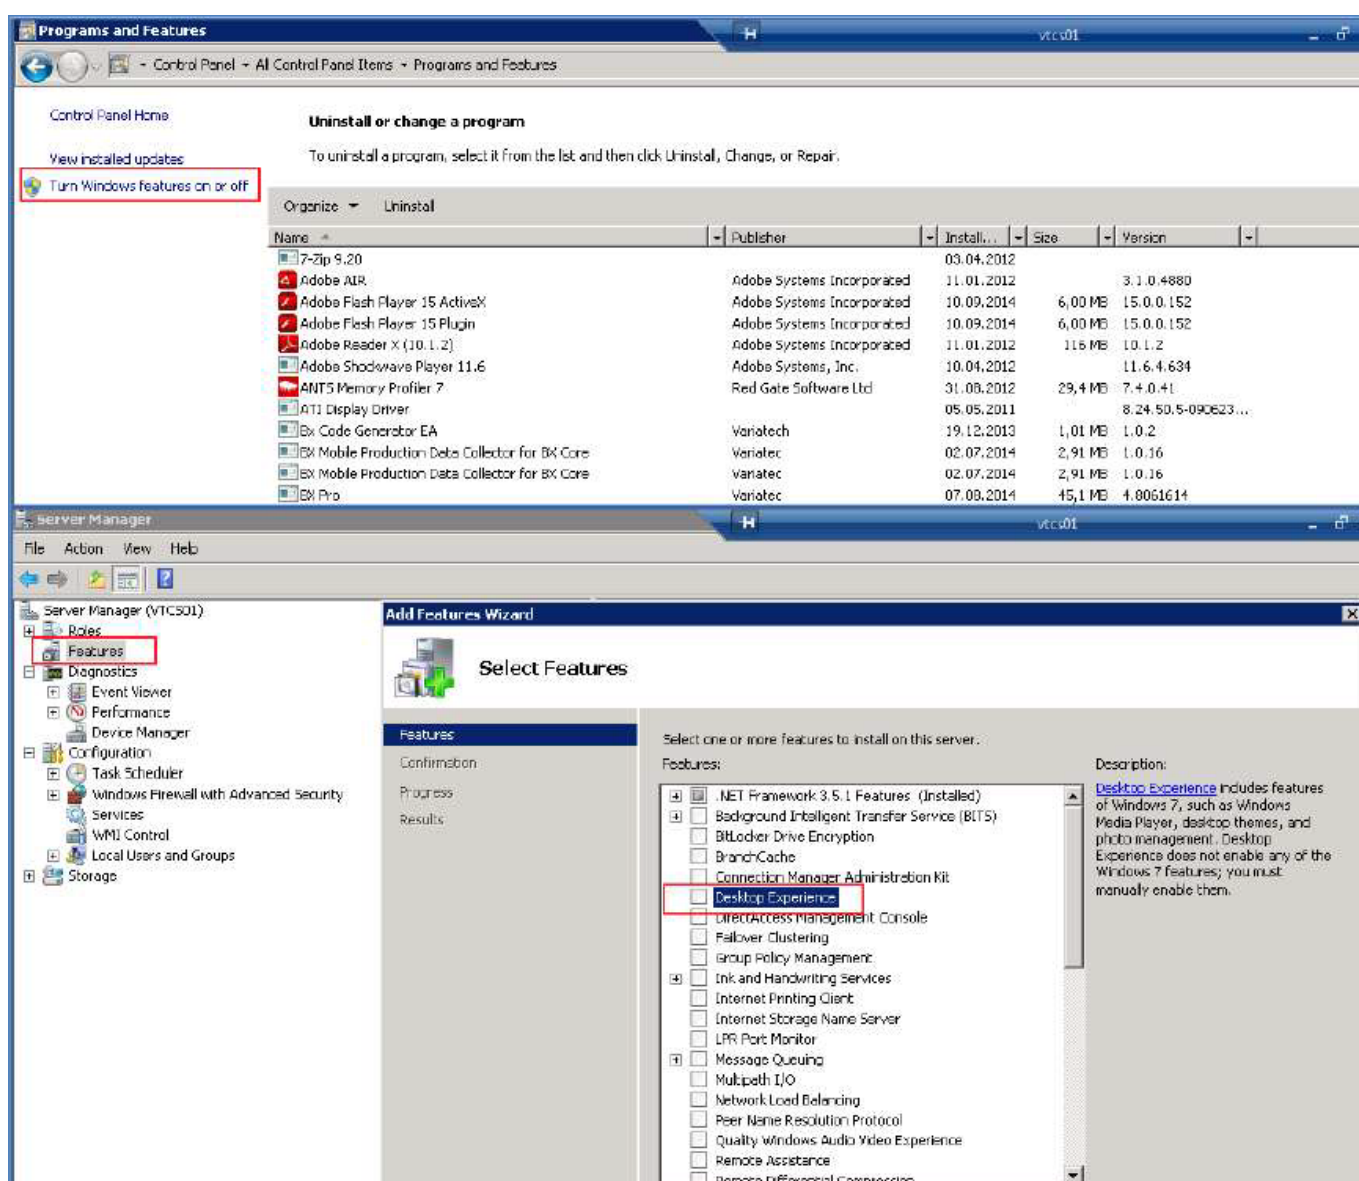 Programs and Features
vtcs01
Control Panel All Control Panel Items Programs and Features
Control Panel Home
Uninstall or change a program
View installed updates
To uninstall a program, select it from the list and then click Uninstall, Change, or Repair.
Turn Windows features on or off
Organize Uninstall
Name Publisher Install... Size Version
7-Zip 9.20 03.04.2012
Adobe AIR Adobe Systems Incorporated 11.01.2012 3.1.0.4880
Adobe Flash Player 15 ActiveX Adobe Systems Incorporated 10.09.2014 6,00 MB 15.0.0.152
Adobe Flash Player 15 Plugin Adobe Systems Incorporated 10.09.2014 6,00 MB 15.0.0.152
Adobe Reader X (10.1.2) Adobe Systems Incorporated 11.01.2012 116 MB 10.1.2
Adobe Shockwave Player 11.6 Adobe Systems, Inc. 10.04.2012 11.6.4.634
ANTS Memory Profiler 7 Red Gate Software Ltd 31.08.2012 29,4 MB 7.4.0.41
ATI Display Driver 05.05.2011 8.24.50.5-090623...
Bx Code Generator EA Variatech 19.12.2013 1,01 MB 1.0.2
BX Mobile Production Data Collector for BX Core Variatec 02.07.2014 2,91 MB 1.0.16
BX Mobile Production Data Collector for BX Core Variatec 02.07.2014 2,91 MB 1.0.16
BX Pro Variatec 07.08.2014 45,1 MB 4.8061614
Server Manager
vtcs01
File Action View Help
Server Manager (VTCS01)
Roles
Features
Diagnostics
Event Viewer
Performance
Device Manager
Configuration
Task Scheduler
Windows Firewall with Advanced Security
Services
WMI Control
Local Users and Groups
Storage
Add Features Wizard
Select Features
Features
Confirmation
Progress
Results
Select one or more features to install on this server.
Features:
.NET Framework 3.5.1 Features (Installed)
Background Intelligent Transfer Service (BITS)
BitLocker Drive Encryption
BranchCache
Connection Manager Administration Kit
Desktop Experience
DirectAccess Management Console
Failover Clustering
Group Policy Management
Ink and Handwriting Services
Internet Printing Client
Internet Storage Name Server
LPR Port Monitor
Message Queuing
Multipath I/O
Network Load Balancing
Peer Name Resolution Protocol
Quality Windows Audio Video Experience
Remote Assistance
Remote Differential Compression
Description:
Desktop Experience includes features
of Windows 7, such as Windows
Media Player, desktop themes, and
photo management. Desktop
Experience does not enable any of the
Windows 7 features; you must
manually enable them.